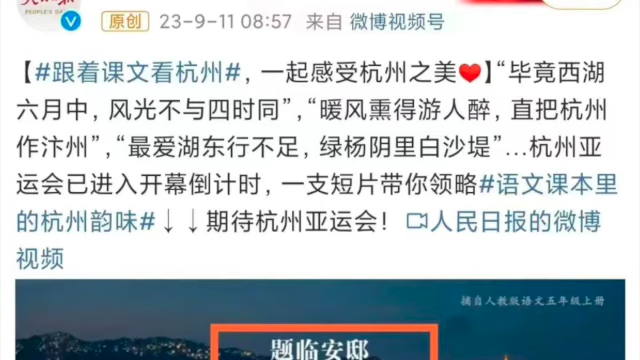 PEOPLE'S DA
原创 23-9-11 08:57 来自 微博视频号
【#跟着课文看杭州#，一起感受杭州之美❤】“毕竟西湖
六月中，风光不与四时同”，“暖风熏得游人醉，直把杭州
作汴州”，“最爱湖东行不足，绿杨阴里白沙堤”...杭州亚
运会已进入开幕倒计时，一支短片带你领略#语文课本里
的杭州韵味#↓↓期待杭州亚运会！人民日报的微博
视频
摘自人教版语文五年级上册
题临安邸